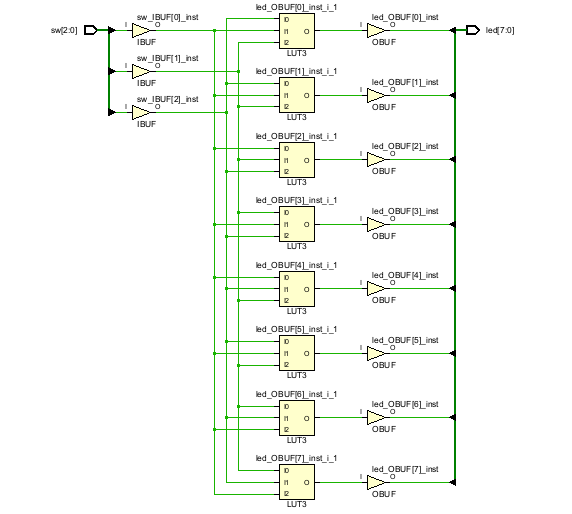 sw[2:0]
I
sw_IBUF[0]_inst
O
IBUF
I
sw_IBUF[1]_inst
O
IBUF
I
sw_IBUF[2]_inst
O
IBUF
led_OBUF[0]_inst_i_1
I0
I1
O
I2
LUT3
led_OBUF[0]_inst
I
O
OBUF
led[7:0]
led_OBUF[1]_inst_i_1
I0
I1
O
I2
LUT3
led_OBUF[1]_inst
I
O
OBUF
led_OBUF[2]_inst_i_1
I0
I1
O
I2
LUT3
led_OBUF[2]_inst
I
O
OBUF
led_OBUF[3]_inst_i_1
I0
I1
O
I2
LUT3
led_OBUF[3]_inst
I
O
OBUF
led_OBUF[4]_inst_i_1
I0
I1
O
I2
LUT3
led_OBUF[4]_inst
I
O
OBUF
led_OBUF[5]_inst_i_1
I0
I1
O
I2
LUT3
led_OBUF[5]_inst
I
O
OBUF
led_OBUF[6]_inst_i_1
I0
I1
O
I2
LUT3
led_OBUF[6]_inst
I
O
OBUF
led_OBUF[7]_inst_i_1
I0
I1
O
I2
LUT3
led_OBUF[7]_inst
I
O
OBUF